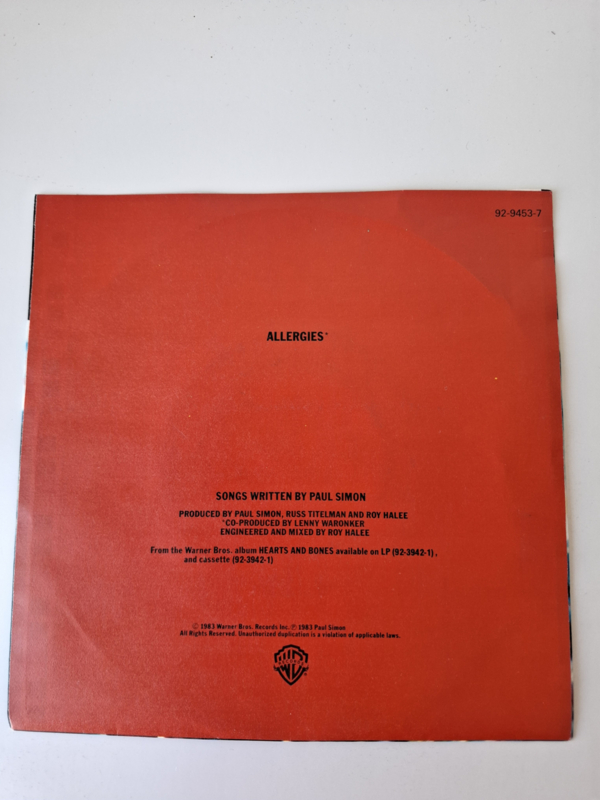 92-9453-7
ALLERGIES*
SONGS WRITTEN BY PAUL SIMON
PRODUCED BY PAUL SIMON, RUSS TITELMAN AND ROY HALEE
*CO-PRODUCED BY LENNY WARONKER
ENGINEERED AND MIXED BY ROY HALEE
From the Warner Bros. album HEARTS AND BONES available on LP (92-3942-1),
and cassette (92-3942-1)
© 1983 Warner Bros. Records Inc. ℗ 1983 Paul Simon
All Rights Reserved. Unauthorized duplication is a violation of applicable laws.